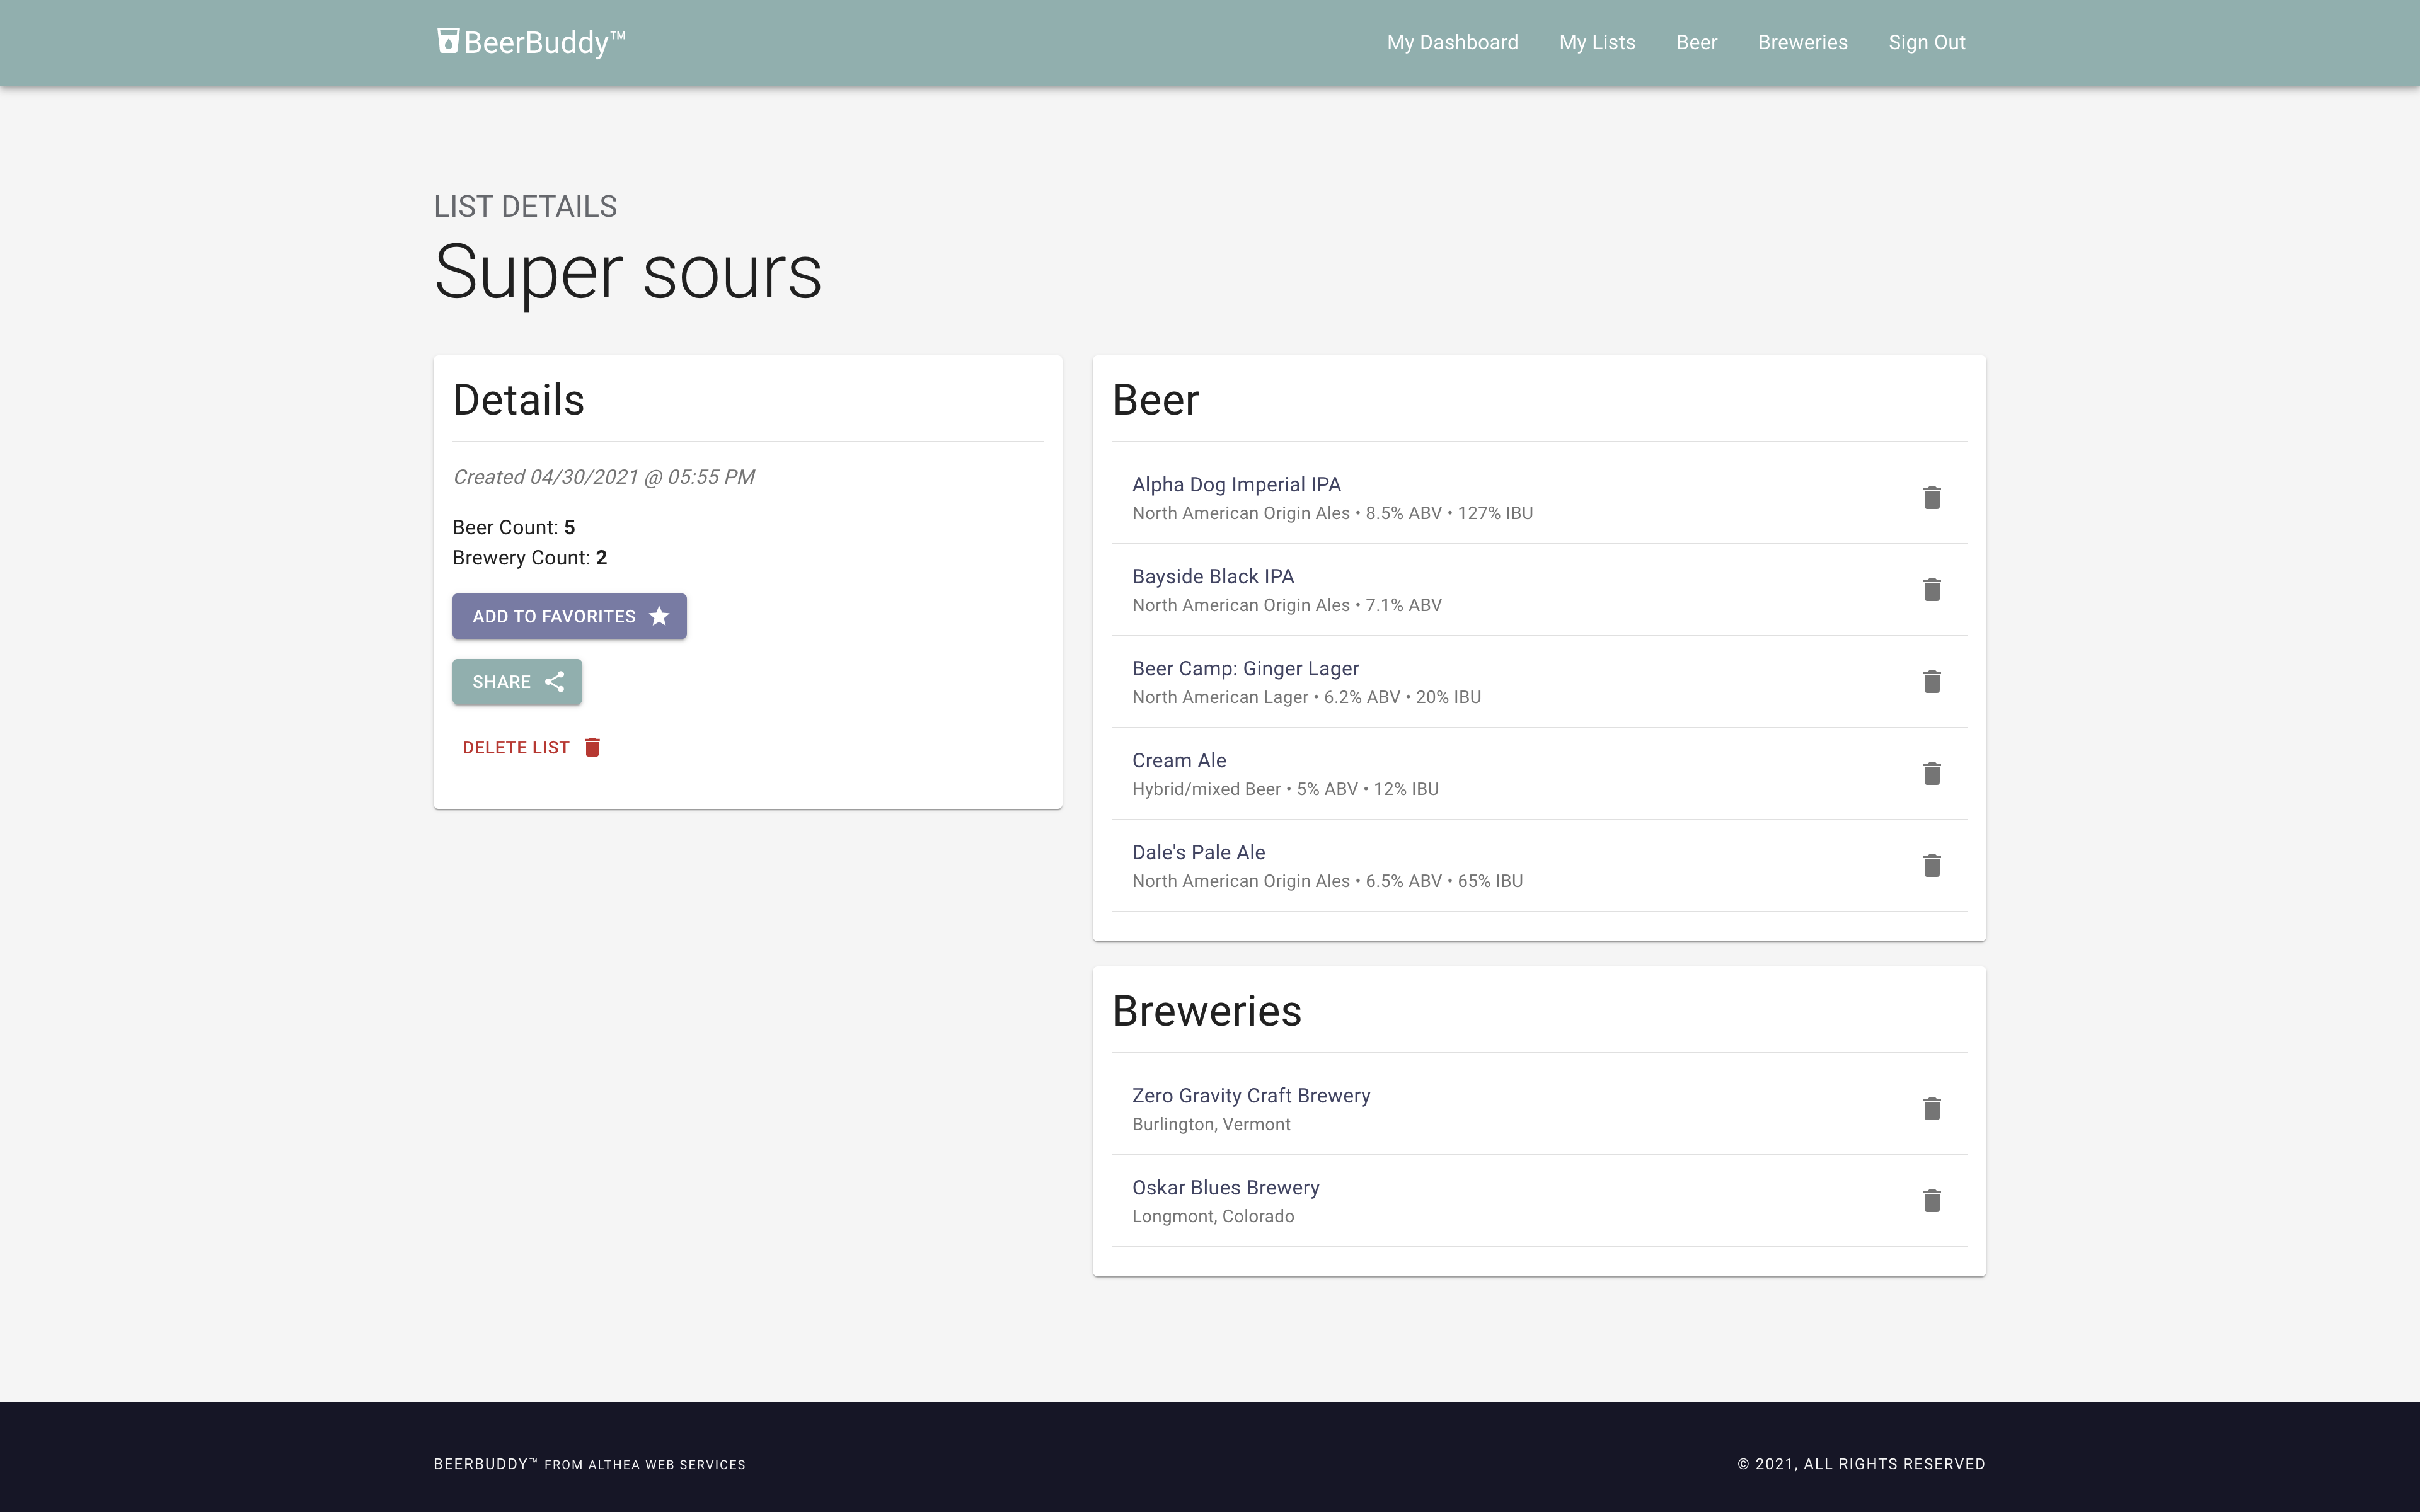 BeerBuddy™
My Dashboard
My Lists
Beer
Breweries
Sign Out
LIST DETAILS
Super sours
Details
Created 04/30/2021 @ 05:55 PM
Beer Count: 5
Brewery Count: 2
ADD TO FAVORITES
SHARE
DELETE LIST
Beer
Alpha Dog Imperial IPA
North American Origin Ales • 8.5% ABV • 127% IBU
Bayside Black IPA
North American Origin Ales • 7.1% ABV
Beer Camp: Ginger Lager
North American Lager • 6.2% ABV • 20% IBU
Cream Ale
Hybrid/mixed Beer • 5% ABV • 12% IBU
Dale's Pale Ale
North American Origin Ales • 6.5% ABV • 65% IBU
Breweries
Zero Gravity Craft Brewery
Burlington, Vermont
Oskar Blues Brewery
Longmont, Colorado
BEERBUDDY™ FROM ALTHEA WEB SERVICES
© 2021, ALL RIGHTS RESERVED